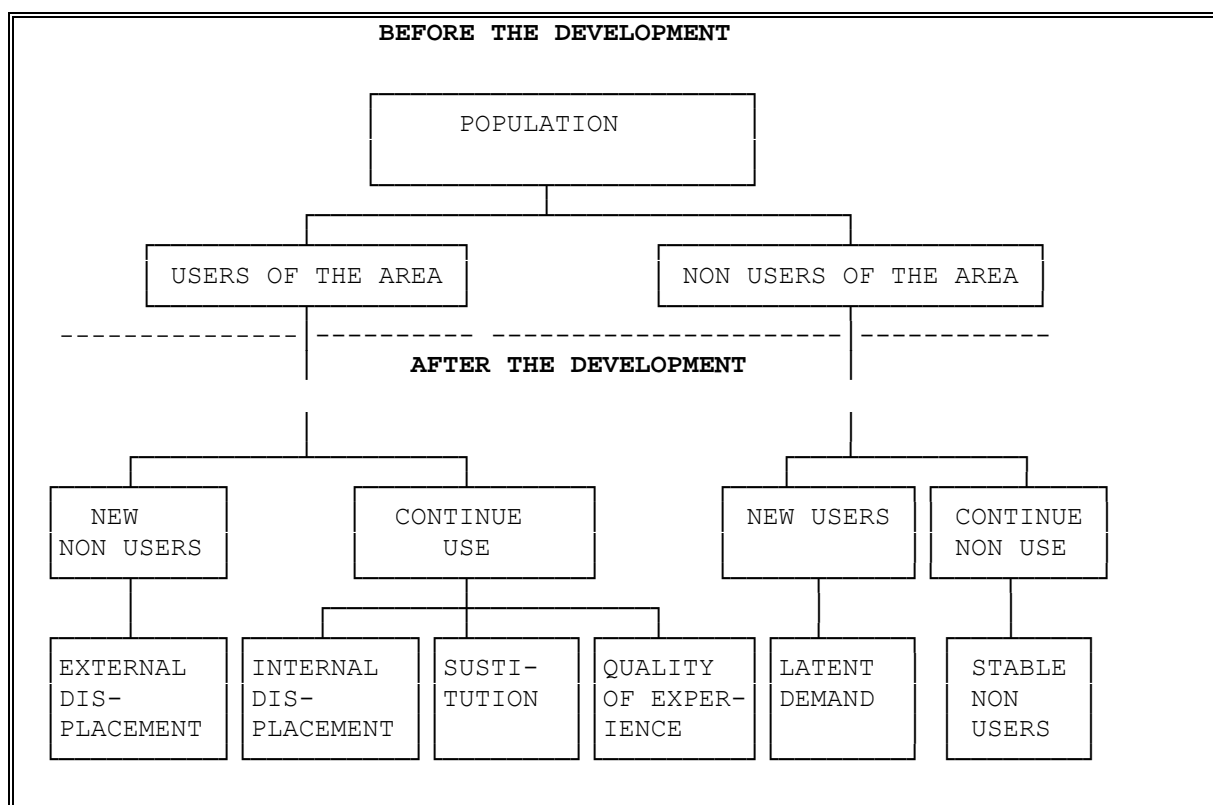 BEFORE THE DEVELOPMENT
POPULATION
USERS OF THE AREA
NON USERS OF THE AREA
AFTER THE DEVELOPMENT
NEW
NON USERS
CONTINUE
USE
NEW USERS
CONTINUE
NON USE
EXTERNAL
DIS-
PLACEMENT
INTERNAL
DIS-
PLACEMENT
SUSTI-
TUTION
QUALITY
OF EXPER-
IENCE
LATENT
DEMAND
STABLE
NON
USERS